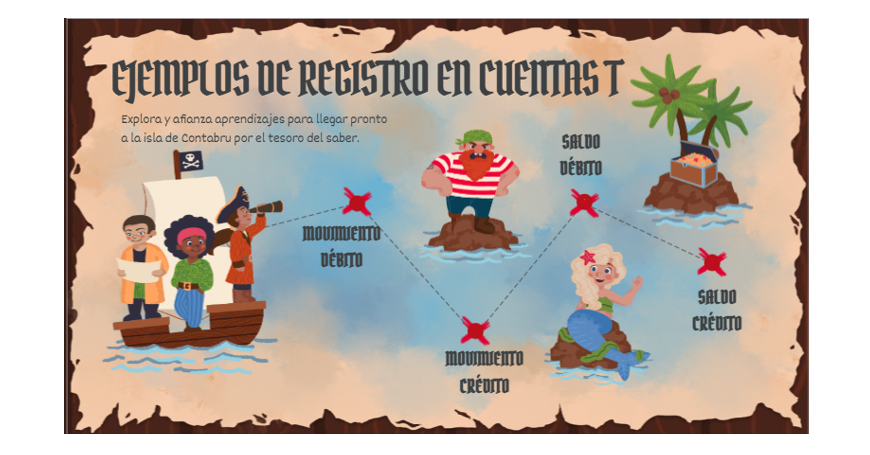 EJEMPLOS DE REGISTRO EN CUENTAS T
Explora y afianza aprendizajes para llegar pronto
a la isla de Contabru por el tesoro del saber.
MOVIMIENTO
DÉBITO
MOVIMIENTO
CRÉDITO
SALDO
DÉBITO
SALDO
CRÉDITO